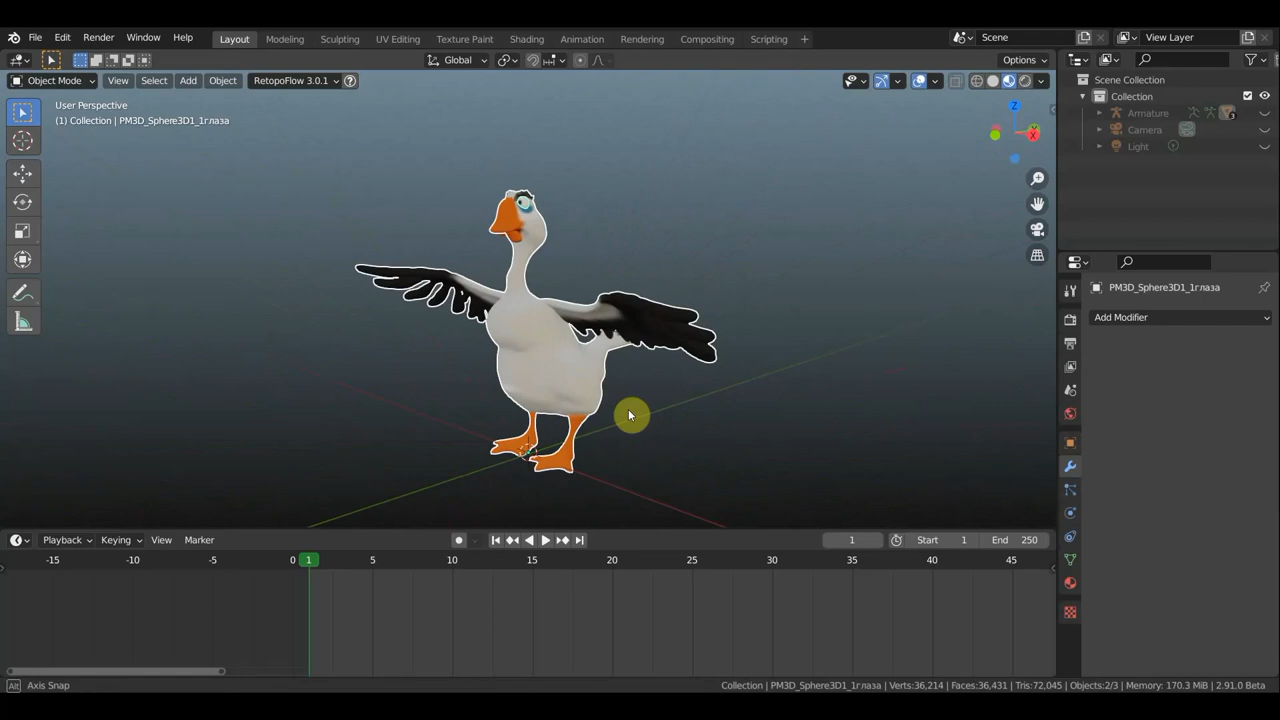 File Edit Render Window Help Layout Modeling Sculpting UV Editing Texture Paint Shading Animation Rendering Compositing Scripting + Scene View Layer
Global Options
Object Mode View Select Add Object RetopoFlow 3.0.1
User Perspective
(1) Collection | PM3D_Sphere3D1_1глаза
Z
Y
X
Scene Collection
Collection
Armature
3
Camera
Light
PM3D_Sphere3D1_1глаза
Add Modifier
Playback Keying View Marker 1 Start 1 End 250
-15 -10 -5 0 1 5 10 15 20 25 30 35 40 45
Alt Axis Snap Collection | PM3D_Sphere3D1_1глаза | Verts:36,214 | Faces:36,431 | Tris:72,045 | Objects:2/3 | Memory: 170.3 MiB | 2.91.0 Beta